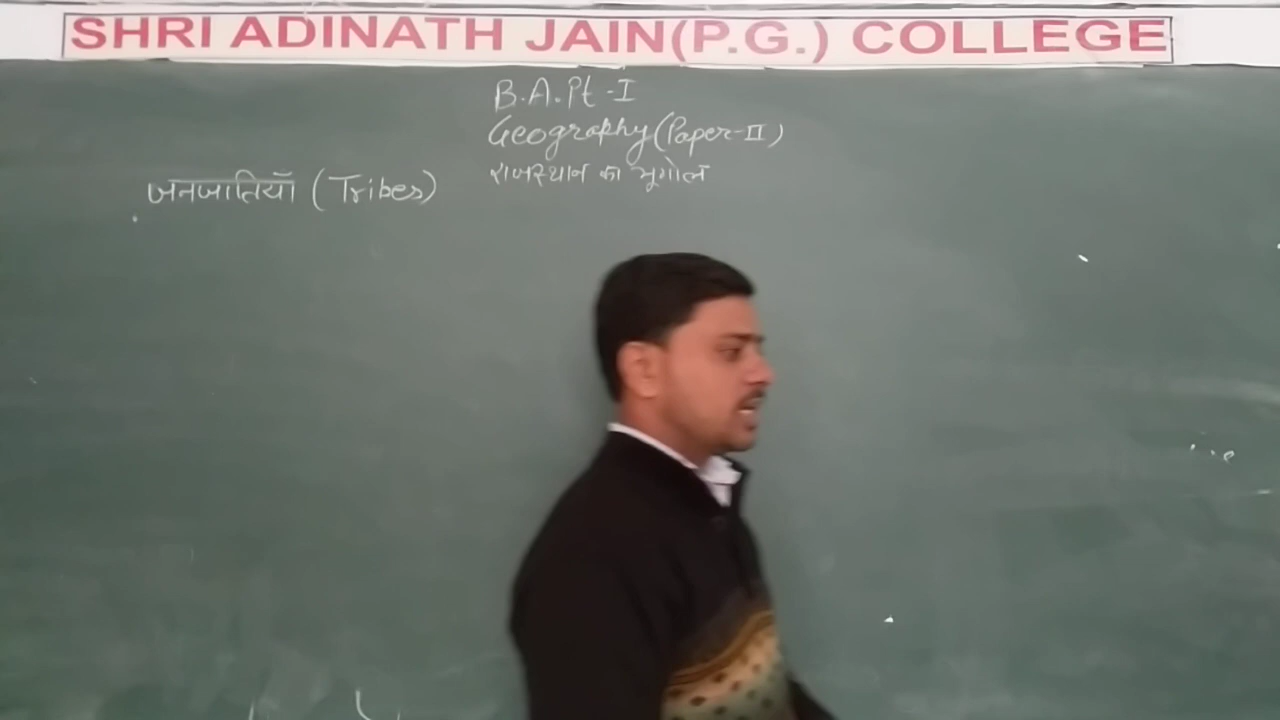 SHRI ADINATH JAIN(P.G.) COLLEGE
B.A.Pt-I
Geography(Paper-II)
राजस्थान का भूगोल
जनजातियाँ (Tribes)